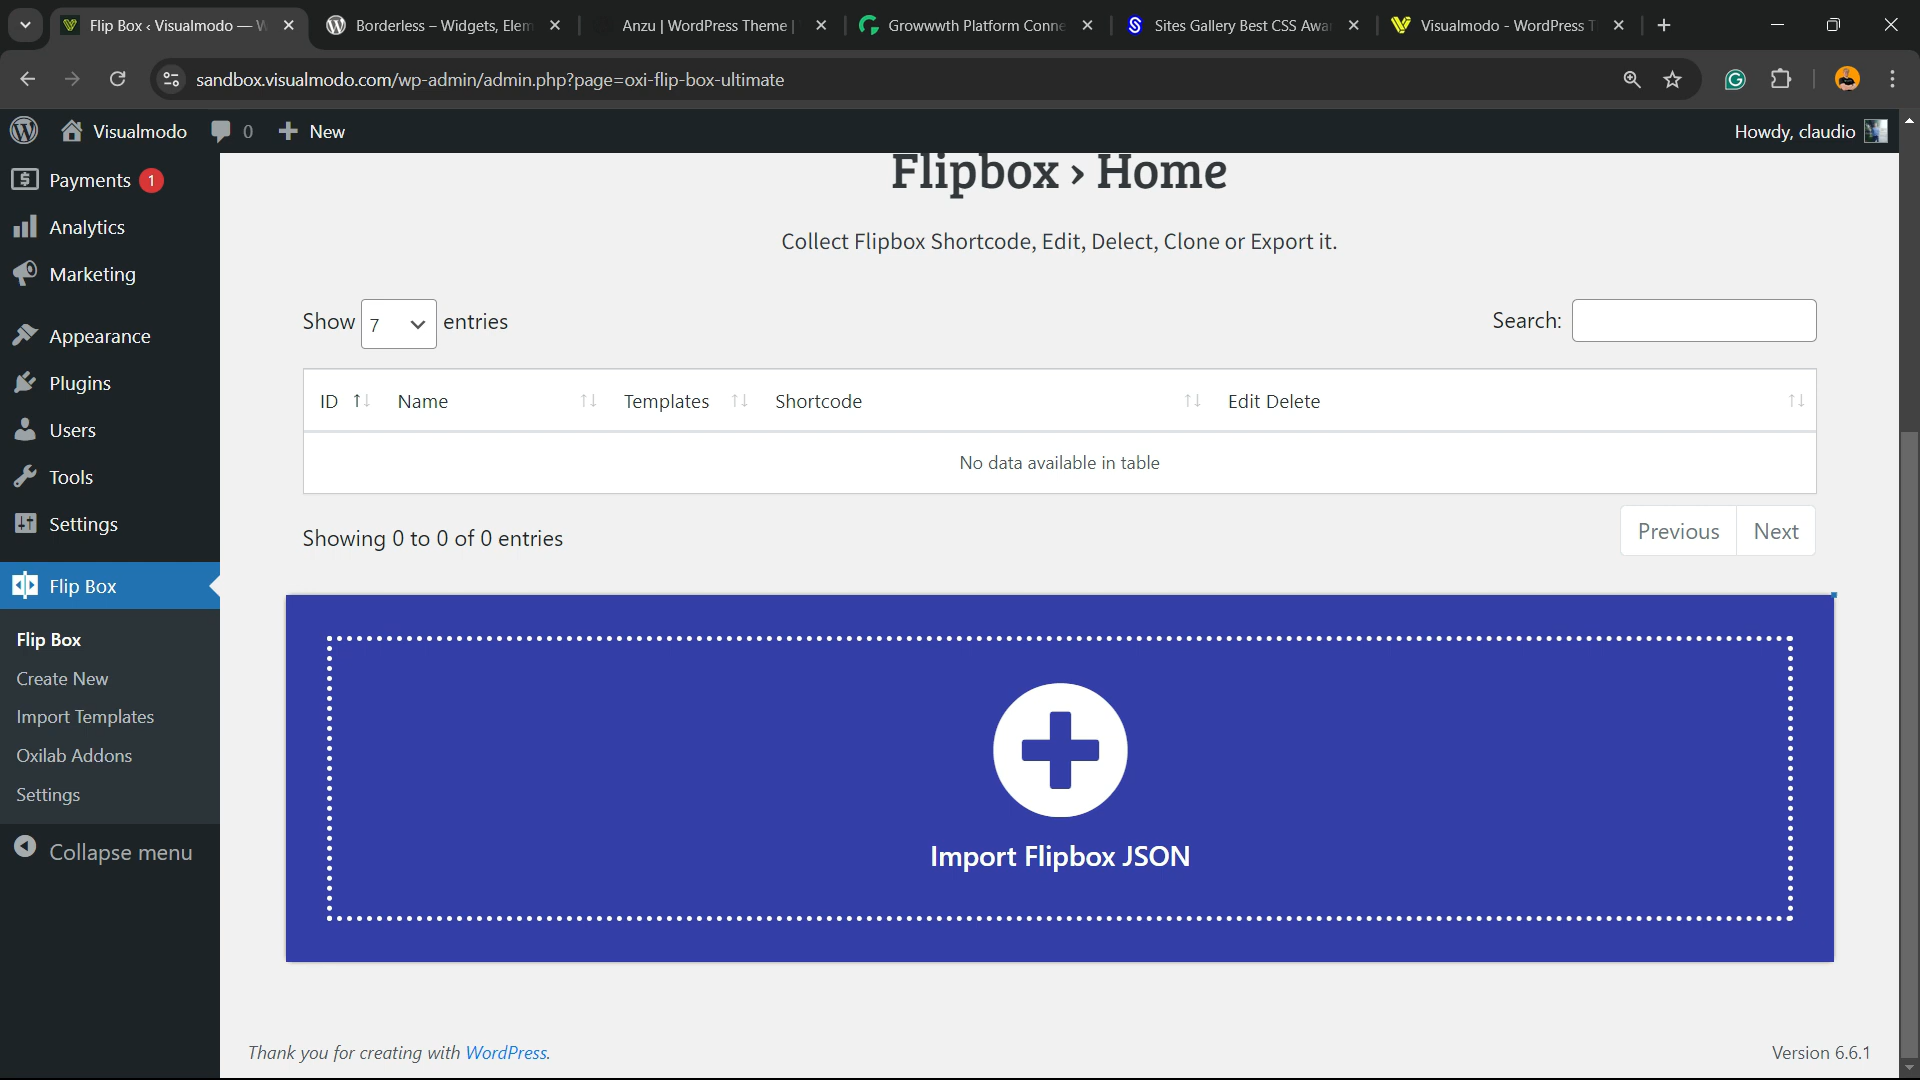 Flip Box ‹ Visualmodo — W
Borderless – Widgets, Elem
Anzu | WordPress Theme |
Growwwth Platform Conne
Sites Gallery Best CSS Awa
Visualmodo - WordPress T
sandbox.visualmodo.com/wp-admin/admin.php?page=oxi-flip-box-ultimate
Visualmodo 0 New
Howdy, claudio
Payments 1
Analytics
Marketing
Appearance
Plugins
Users
Tools
Settings
Flip Box
Flip Box
Create New
Import Templates
Oxilab Addons
Settings
Collapse menu
Flipbox › Home
Collect Flipbox Shortcode, Edit, Delect, Clone or Export it.
Show 7 entries
Search:
ID Name Templates Shortcode Edit Delete
No data available in table
Showing 0 to 0 of 0 entries
Previous Next
Import Flipbox JSON
Thank you for creating with WordPress.
Version 6.6.1